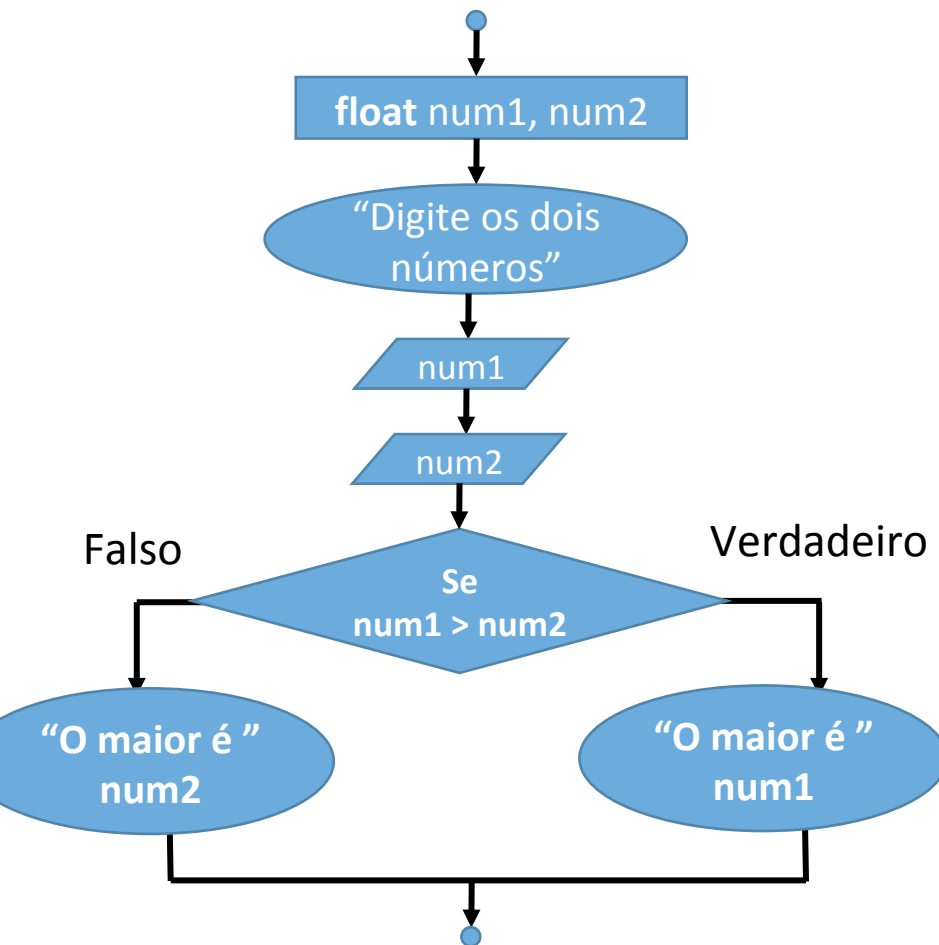 float num1, num2
“Digite os dois
números”
num1
num2
Falso
Verdadeiro
Se
num1 > num2
“O maior é ”
num2
“O maior é ”
num1